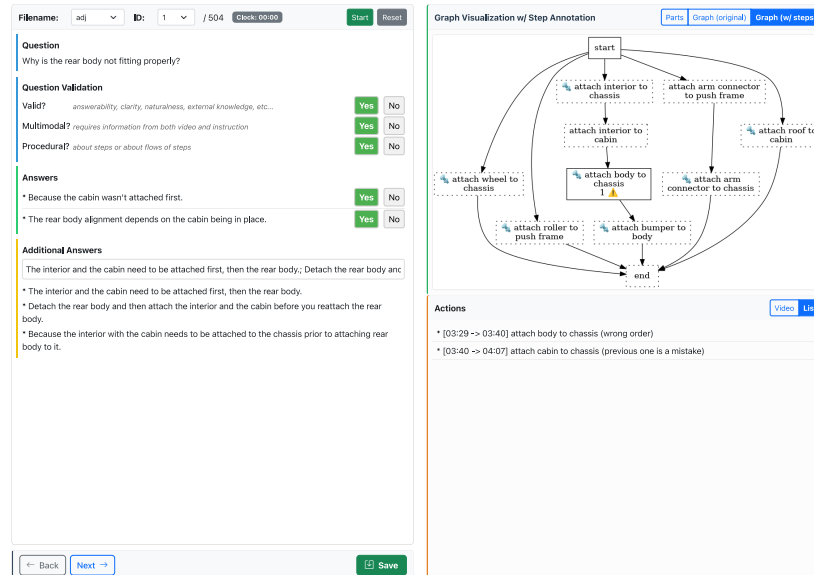 Filename: adj ID: 1 / 504 Clock: 00:00 Start Reset
Question
Why is the rear body not fitting properly?
Question Validation
Valid? answerability, clarity, naturalness, external knowledge, etc... Yes No
Multimodal? requires information from both video and instruction Yes No
Procedural? about steps or about flows of steps Yes No
Answers
* Because the cabin wasn't attached first. Yes No
* The rear body alignment depends on the cabin being in place. Yes No
Additional Answers
The interior and the cabin need to be attached first, then the rear body.; Detach the rear body and
* The interior and the cabin need to be attached first, then the rear body.
* Detach the rear body and then attach the interior and the cabin before you reattach the rear
body.
* Because the interior with the cabin needs to be attached to the chassis prior to attaching rear
body to it.
← Back Next → Save
Graph Visualization w/ Step Annotation Parts Graph (original) Graph (w/ steps
start
attach interior to
chassis
attach arm connector
to push frame
attach interior to
cabin
attach roof to
cabin
attach wheel to
chassis
attach body to
chassis
1 ⚠
attach arm
connector to chassis
attach roller to
push frame
attach bumper to
body
end
Actions Video Lis
* [03:29 -> 03:40] attach body to chassis (wrong order)
* [03:40 -> 04:07] attach cabin to chassis (previous one is a mistake)